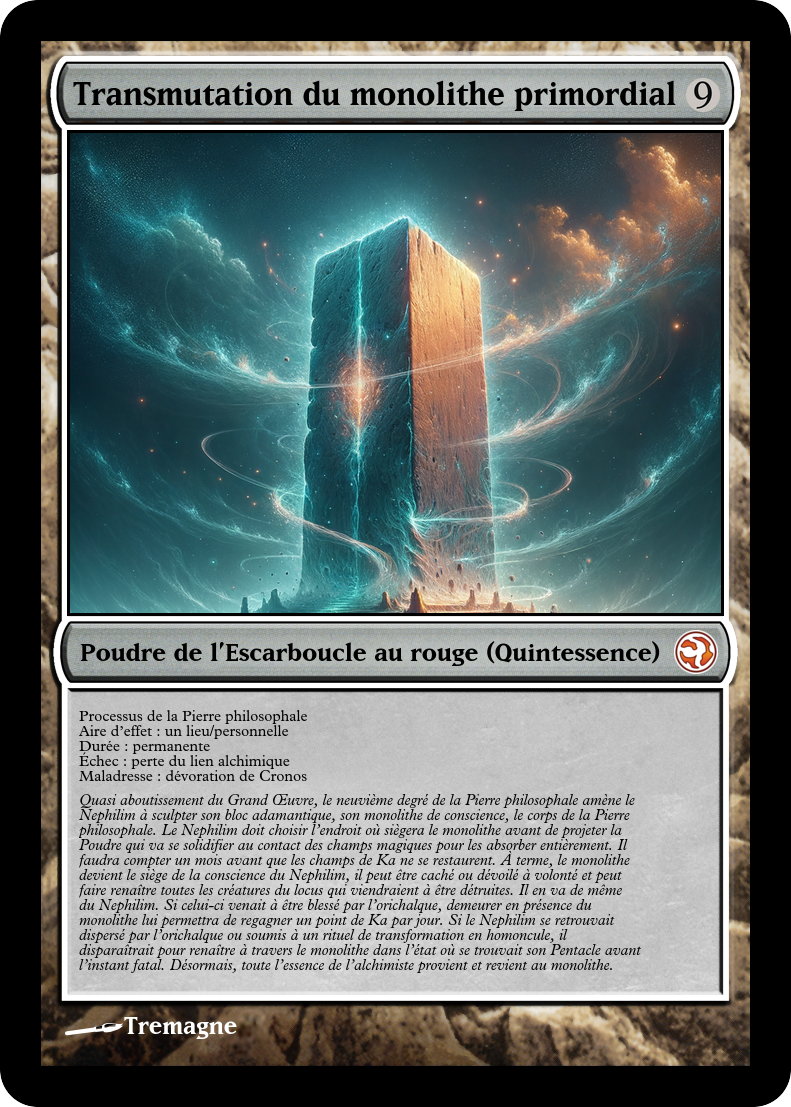 Transmutation du monolithe primordial 9
Poudre de l'Escarboucle au rouge (Quintessence)
Processus de la Pierre philosophale
Aire d'effet : un lieu/personnelle
Durée : permanente
Échec : perte du lien alchimique
Maladresse : dévoration de Cronos
Quasi aboutissement du Grand Œuvre, le neuvième degré de la Pierre philosophale amène le
Nephilim à sculpter son bloc adamantique, son monolithe de conscience, le corps de la Pierre
philosophale. Le Nephilim doit choisir l'endroit où siègera le monolithe avant de projeter la
Poudre qui va se solidifier au contact des champs magiques pour les absorber entièrement. Il
faudra compter un mois avant que les champs de Ka ne se restaurent. À terme, le monolithe
devient le siège de la conscience du Nephilim, il peut être caché ou dévoilé à volonté et peut
faire renaître toutes les créatures du locus qui viendraient à être détruites. Il en va de même
du Nephilim. Si celui-ci venait à être blessé par l'orichalque, demeurer en présence du
monolithe lui permettra de regagner un point de Ka par jour. Si le Nephilim se retrouvait
dispersé par l'orichalque ou soumis à un rituel de transformation en homoncule, il
disparaîtrait pour renaître à travers le monolithe dans l'état où se trouvait son Pentacle avant
l'instant fatal. Désormais, toute l'essence de l'alchimiste provient et revient au monolithe.
Tremagne